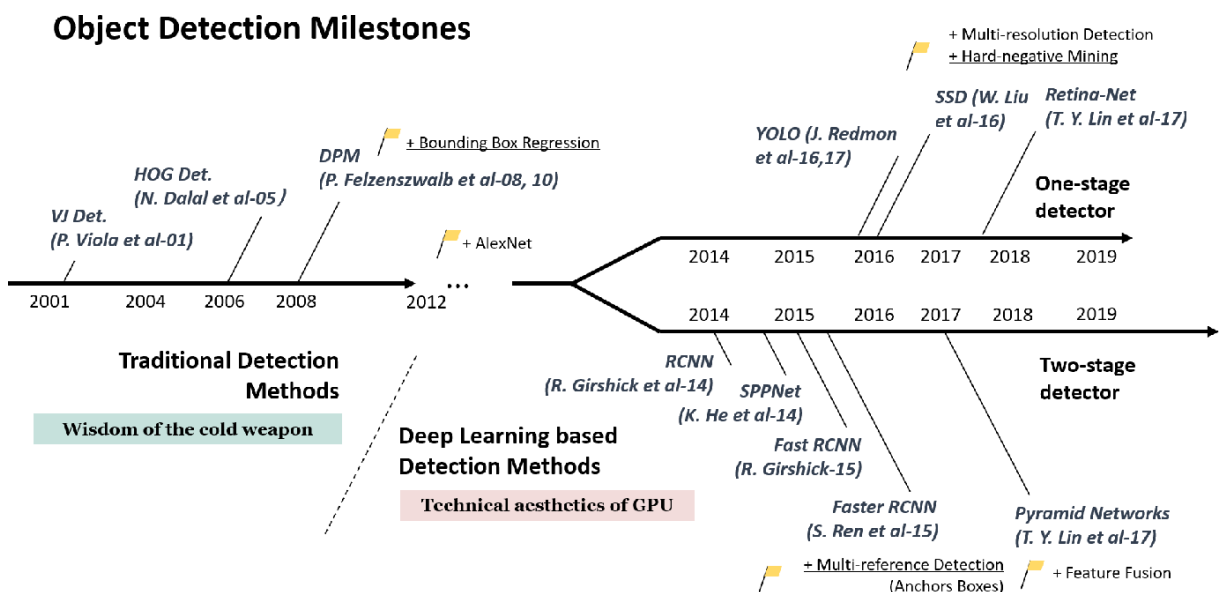 Object Detection Milestones
+ Multi-resolution Detection
+ Hard-negative Mining
SSD (W. Liu
et al-16)
Retina-Net
(T. Y. Lin et al-17)
YOLO (J. Redmon
et al-16,17)
+ Bounding Box Regression
DPM
(P. Felzenszwalb et al-08, 10)
HOG Det.
(N. Dalal et al-05)
VJ Det.
(P. Viola et al-01)
One-stage
detector
+ AlexNet
2014 2015 2016 2017 2018 2019
2001 2004 2006 2008 2012 ...
2014 2015 2016 2017 2018 2019
Traditional Detection
Methods
Wisdom of the cold weapon
Deep Learning based
Detection Methods
Technical aesthetics of GPU
RCNN
(R. Girshick et al-14)
SPPNet
(K. He et al-14)
Fast RCNN
(R. Girshick-15)
Faster RCNN
(S. Ren et al-15)
Two-stage
detector
Pyramid Networks
(T. Y. Lin et al-17)
+ Multi-reference Detection
(Anchors Boxes)
+ Feature Fusion